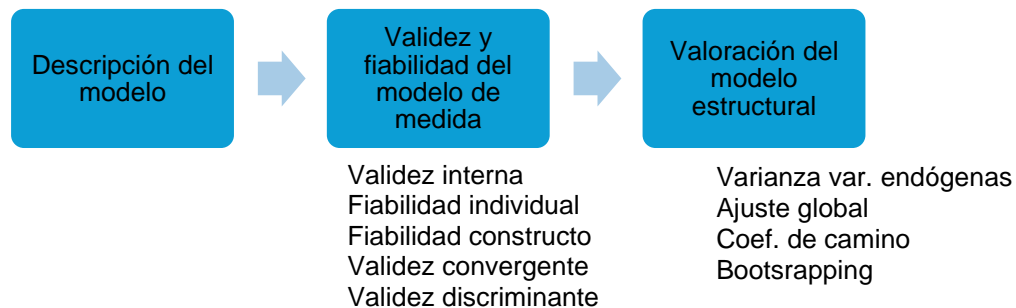 Descripción del
modelo
Validez y
fiabilidad del
modelo de
medida
Valoración del
modelo
estructural
Validez interna
Fiabilidad individual
Fiabilidad constructo
Validez convergente
Validez discriminante
Varianza var. endógenas
Ajuste global
Coef. de camino
Bootsrapping